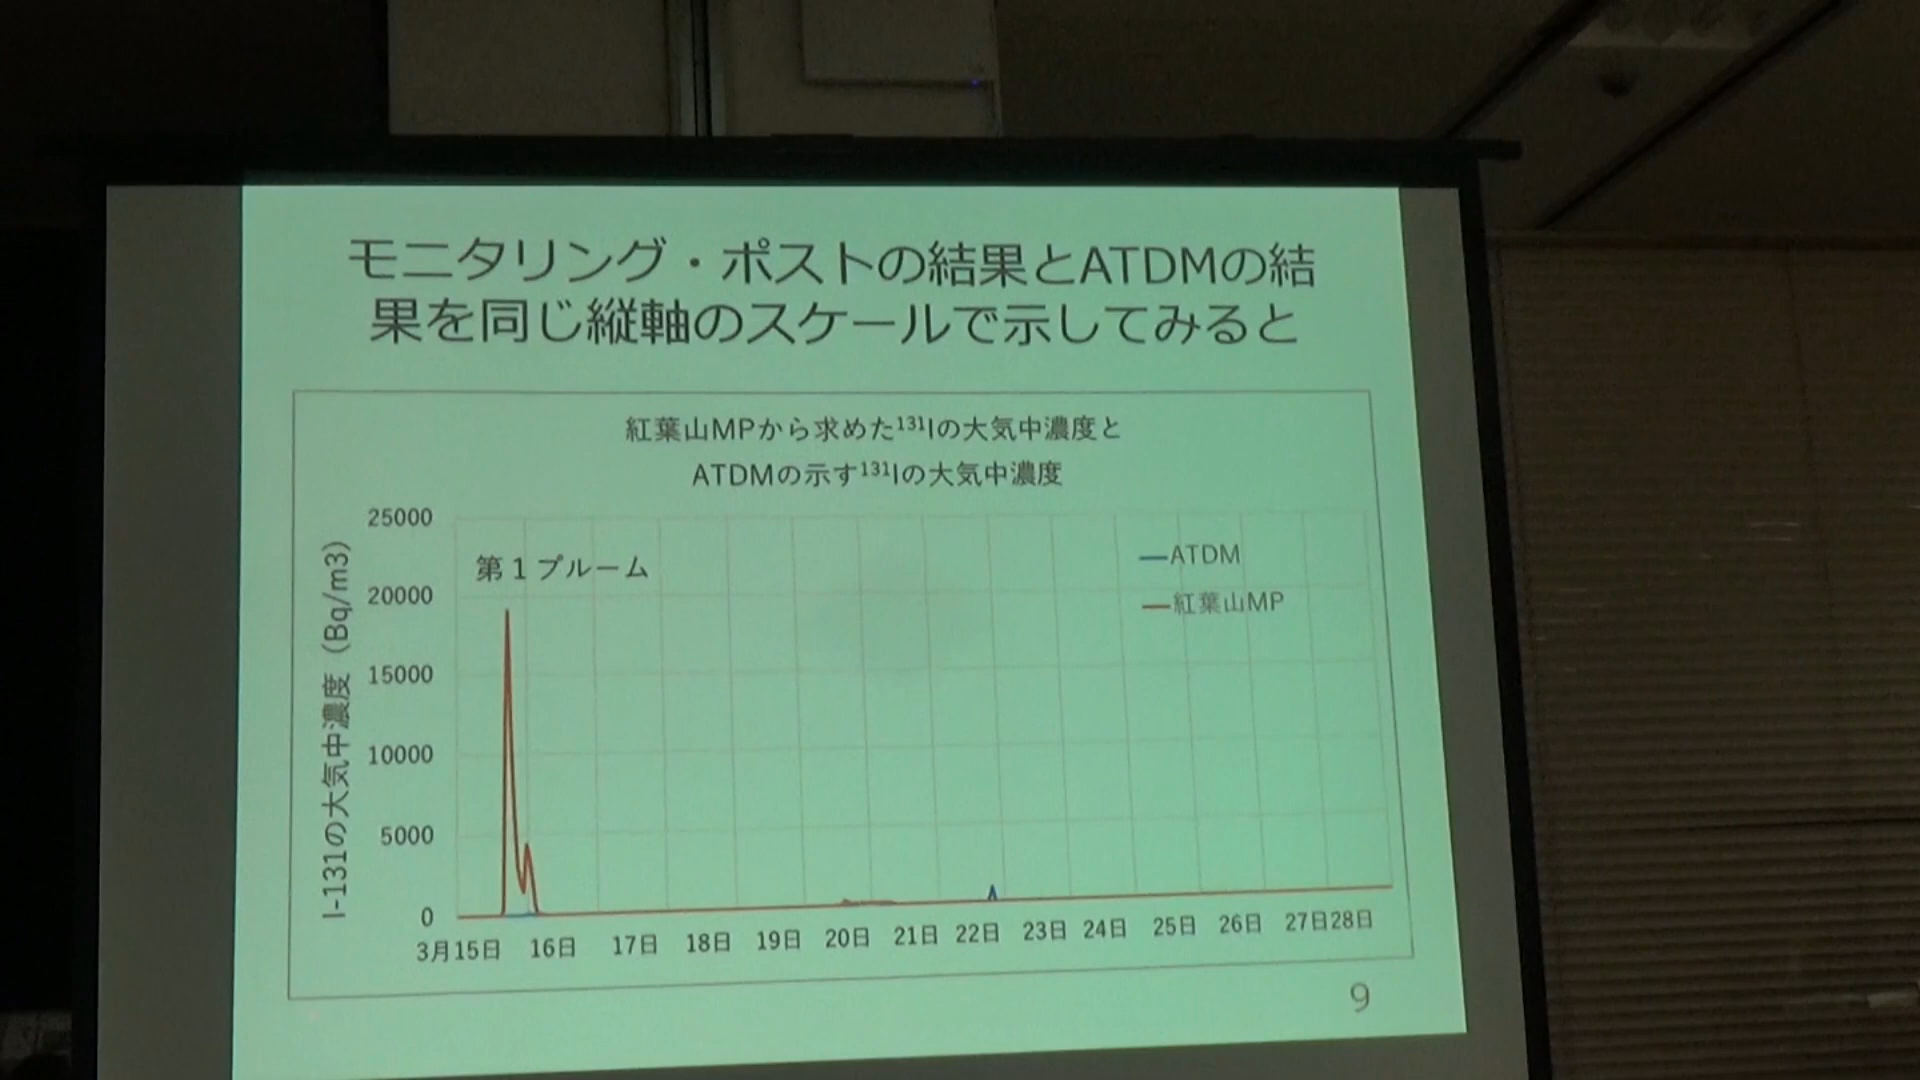 モニタリング・ポストの結果とATDMの結
果を同じ縦軸のスケールで示してみると
紅葉山MPから求めた¹³¹Iの大気中濃度と
ATDMの示す¹³¹Iの大気中濃度
I-131の大気中濃度（Bq/m3）
25000
20000
15000
10000
5000
0
第１プルーム
ATDM
紅葉山MP
3月15日 16日 17日 18日 19日 20日 21日 22日 23日 24日 25日 26日 27日 28日
9